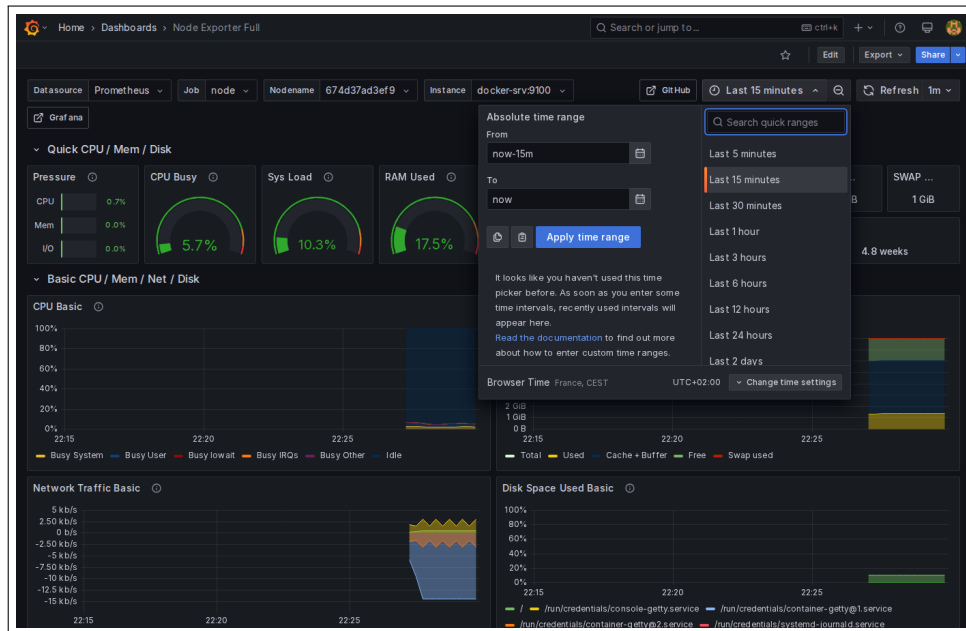 Home › Dashboards › Node Exporter Full
Search or jump to...
ctrl+k
Edit
Export
Share
Datasource Prometheus
Job node
Nodename 674d37ad3ef9
Instance docker-srv:9100
GitHub
Last 15 minutes
Refresh 1m
Grafana
Quick CPU / Mem / Disk
Pressure
CPU 0.7%
Mem 0.0%
I/O 0.0%
CPU Busy
5.7%
Sys Load
10.3%
RAM Used
17.5%
SWAP ...
1 GiB
4.8 weeks
Absolute time range
From
now-15m
To
now
Apply time range
It looks like you haven't used this time
picker before. As soon as you enter some
time intervals, recently used intervals will
appear here.
Read the documentation to find out more
about how to enter custom time ranges.
Search quick ranges
Last 5 minutes
Last 15 minutes
Last 30 minutes
Last 1 hour
Last 3 hours
Last 6 hours
Last 12 hours
Last 24 hours
Last 2 days
Browser Time France, CEST
UTC+02:00
Change time settings
Basic CPU / Mem / Net / Disk
CPU Basic
100%
80%
60%
40%
20%
0%
22:15 22:20 22:25
Busy System Busy User Busy Iowait Busy IRQs Busy Other Idle
2 GiB
1 GiB
0 B
22:15 22:20 22:25
Total Used Cache + Buffer Free Swap used
Network Traffic Basic
5 kb/s
2.50 kb/s
0 b/s
-2.50 kb/s
-5 kb/s
-7.50 kb/s
-10 kb/s
-12.5 kb/s
-15 kb/s
22:15 22:20 22:25
Disk Space Used Basic
100%
80%
60%
40%
20%
0%
22:15 22:20 22:25
/ /run/credentials/console-getty.service /run/credentials/container-getty@1.service
/run/credentials/container-getty@2.service /run/credentials/systemd-journald.service